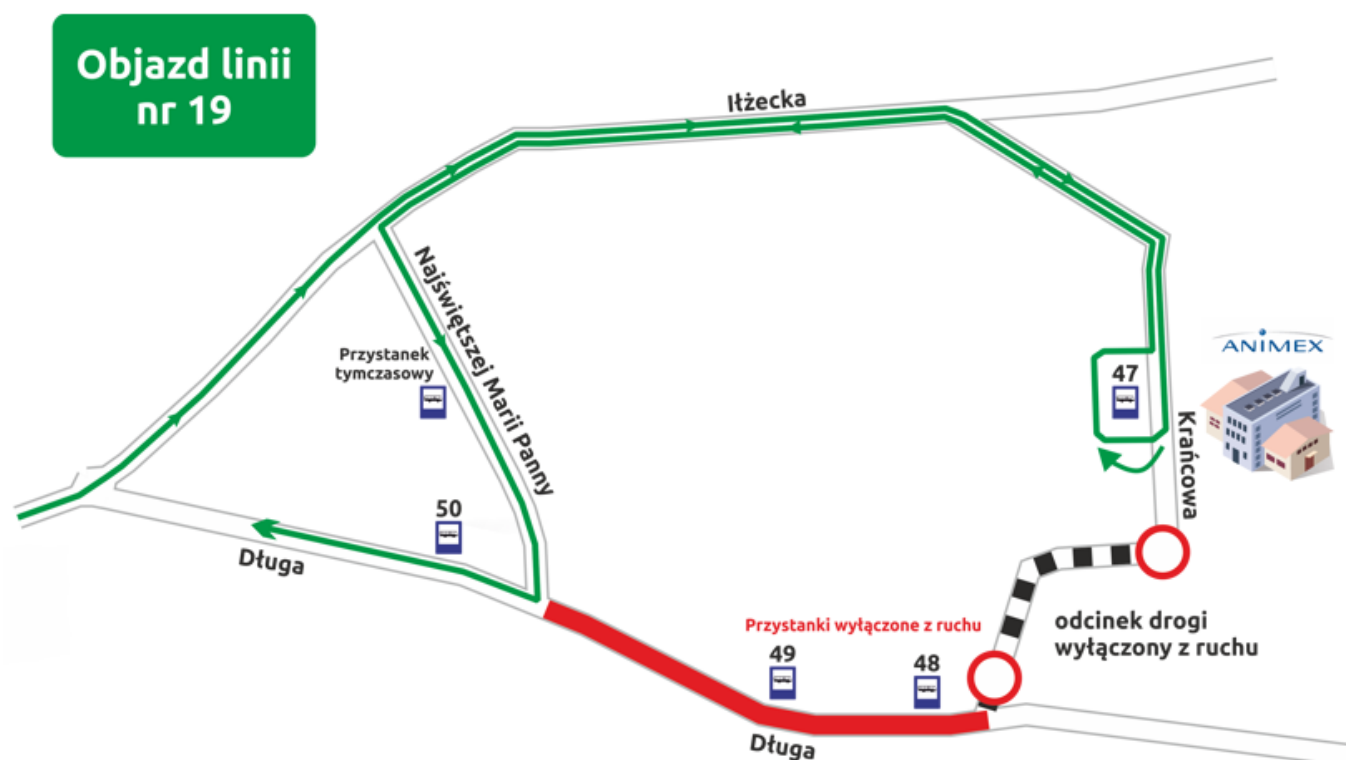 Objazd linii
nr 19
Iłżecka
Najświętszej Marii Panny
Przystanek
tymczasowy
ANIMEX
47
Krańcowa
50
Długa
Przystanki wyłączone z ruchu
odcinek drogi
wyłączony z ruchu
49
48
Długa